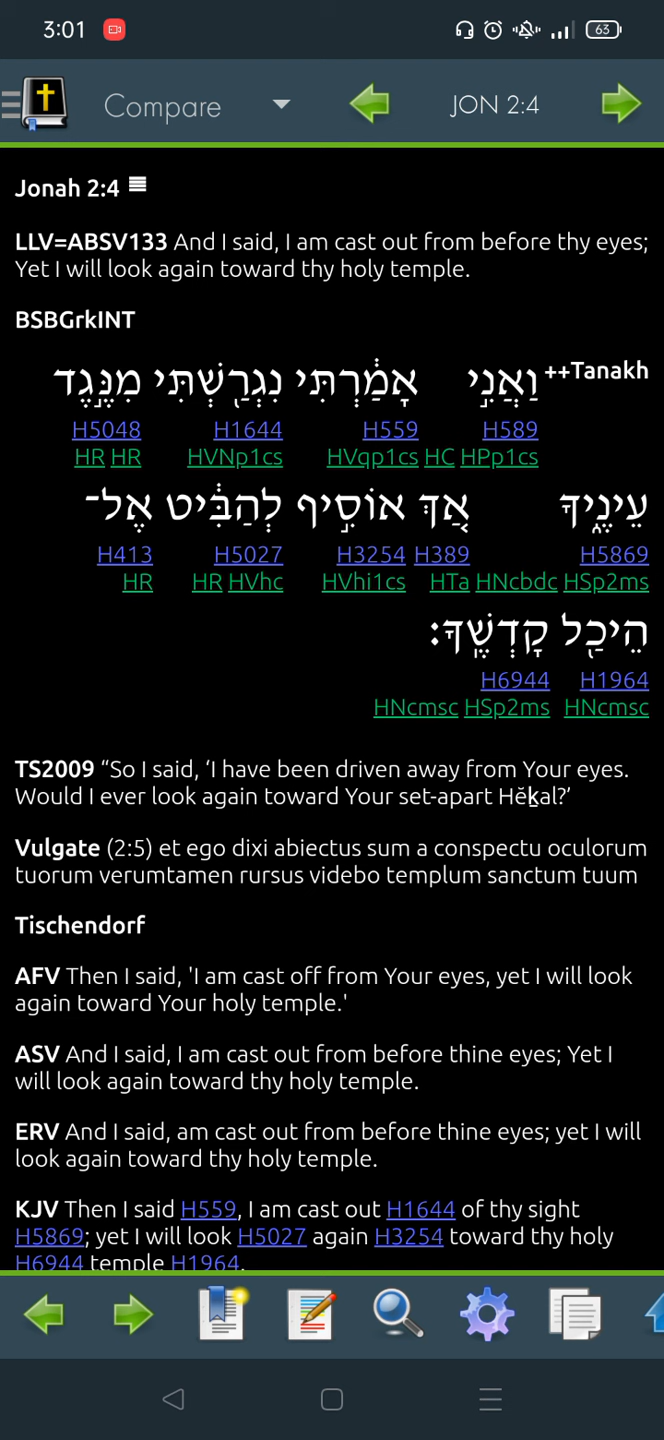 3:01
63
Compare
JON 2:4
Jonah 2:4
LLV=ABSV133 And I said, I am cast out from before thy eyes;
Yet I will look again toward thy holy temple.
BSBGrkINT
++Tanakh וַאֲנִ֣י אָמַ֔רְתִּי נִגְרַ֖שְׁתִּי מִנֶּ֣גֶד
H5048 H1644 H559 H589
HR HR HVNp1cs HVqp1cs HC HPp1cs
עֵינֶ֑יךָ אַ֚ךְ אוֹסִ֣יף לְהַבִּ֔יט אֶל־
H413 H5027 H3254 H389 H5869
HR HR HVhc HVhi1cs HTa HNcbdc HSp2ms
הֵיכַ֖ל קָדְשֶֽׁךָ׃
H6944 H1964
HNcmsc HSp2ms HNcmsc
TS2009 “So I said, ‘I have been driven away from Your eyes.
Would I ever look again toward Your set-apart Hĕḵal?’
Vulgate (2:5) et ego dixi abiectus sum a conspectu oculorum
tuorum verumtamen rursus videbo templum sanctum tuum
Tischendorf
AFV Then I said, 'I am cast off from Your eyes, yet I will look
again toward Your holy temple.'
ASV And I said, I am cast out from before thine eyes; Yet I
will look again toward thy holy temple.
ERV And I said, am cast out from before thine eyes; yet I will
look again toward thy holy temple.
KJV Then I said H559, I am cast out H1644 of thy sight
H5869; yet I will look H5027 again H3254 toward thy holy
H6944 temple H1964.